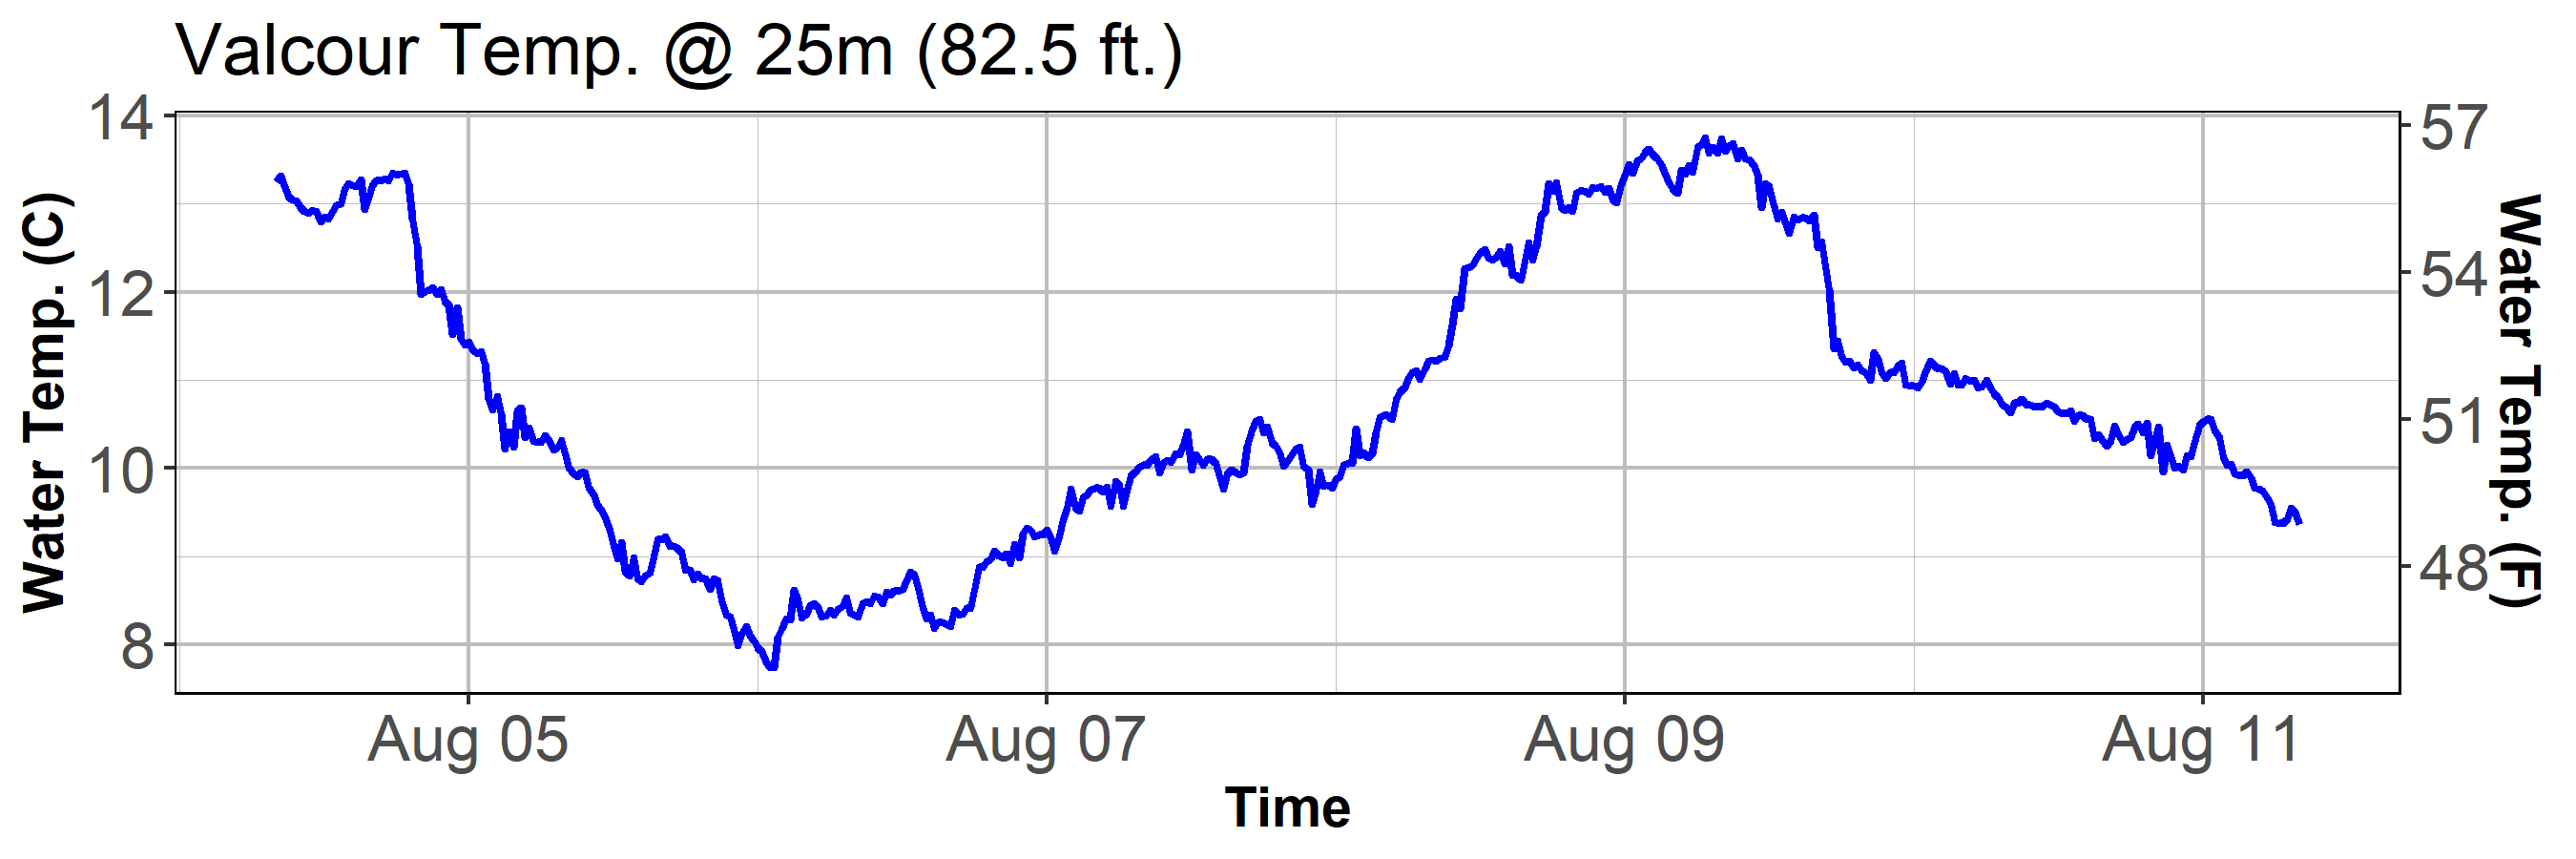 Valcour Temp. @ 25m (82.5 ft.)
Water Temp. (C)
14
12
10
8
57
54
51
48
Water Temp. (F)
Aug 05 Aug 07 Aug 09 Aug 11
Time